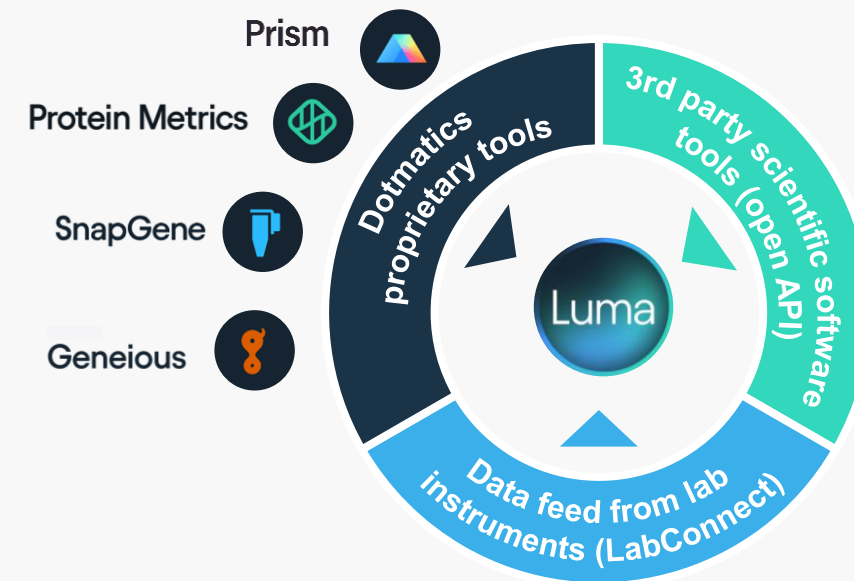 Prism
Protein Metrics
SnapGene
Geneious
Dotmatics
proprietary tools
3rd party scientific software
tools (open API)
Luma
Data feed from lab
instruments (LabConnect)